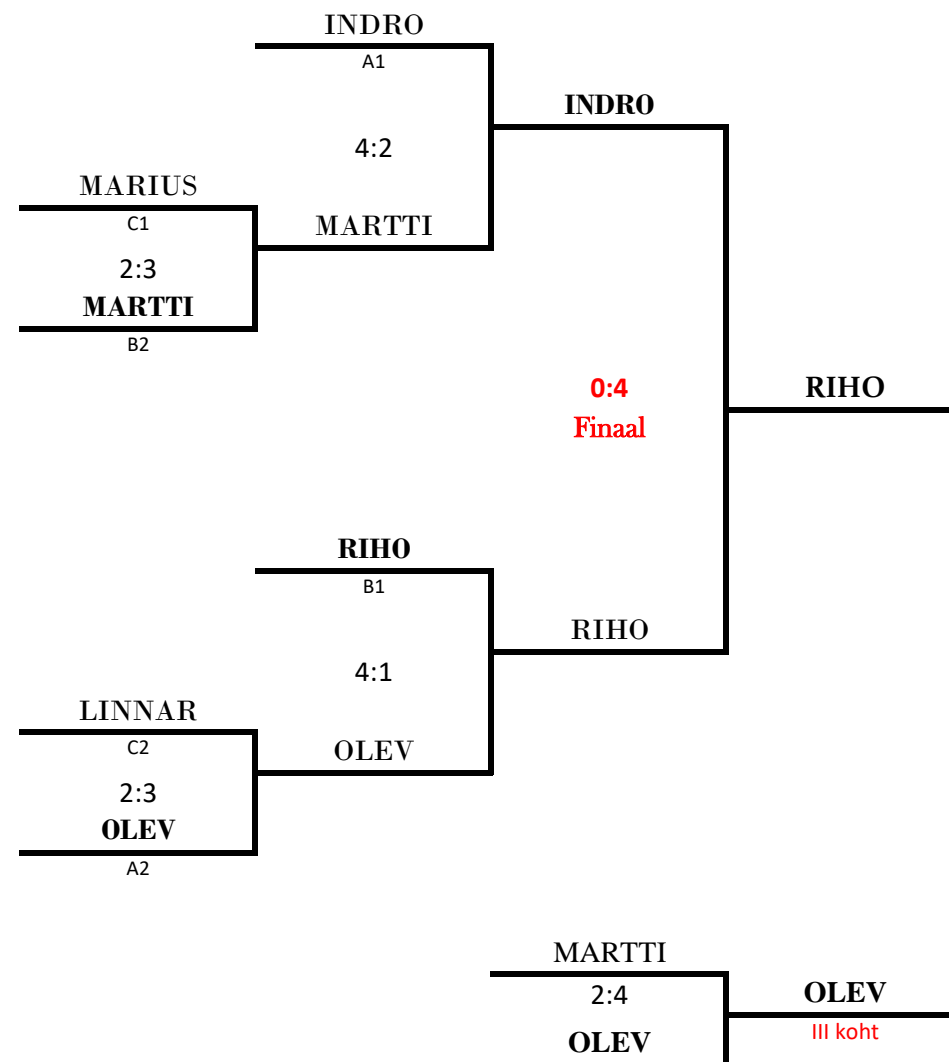 INDRO
A1
INDRO
4:2
MARIUS
C1
MARTTI
2:3
MARTTI
B2
0:4
RIHO
Finaal
RIHO
B1
RIHO
4:1
LINNAR
C2
OLEV
2:3
OLEV
A2
MARTTI
2:4
OLEV
III koht
OLEV